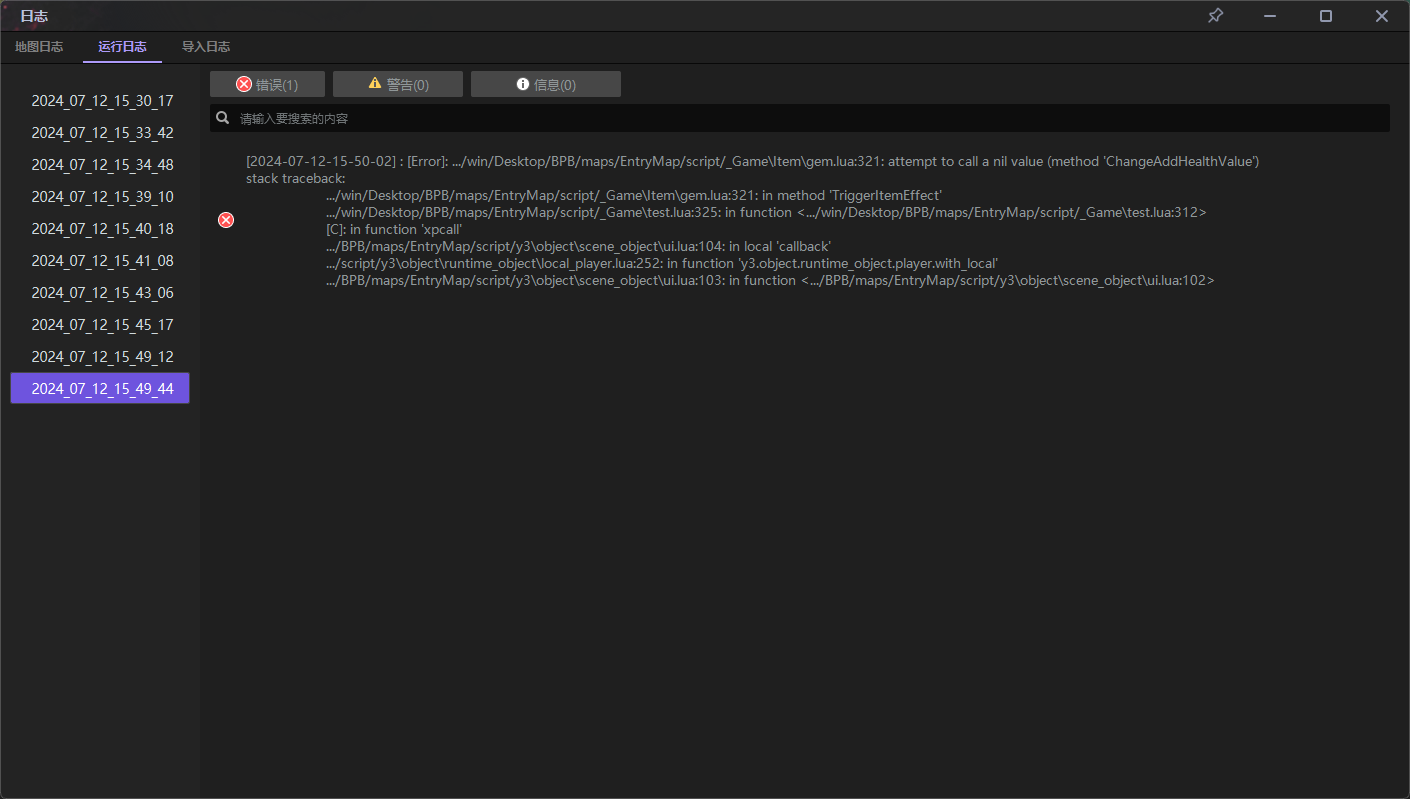 日志
地图日志 运行日志 导入日志
错误(1) 警告(0) 信息(0)
请输入要搜索的内容
2024_07_12_15_30_17
2024_07_12_15_33_42
2024_07_12_15_34_48
2024_07_12_15_39_10
2024_07_12_15_40_18
2024_07_12_15_41_08
2024_07_12_15_43_06
2024_07_12_15_45_17
2024_07_12_15_49_12
2024_07_12_15_49_44
[2024-07-12-15-50-02] : [Error]: .../win/Desktop/BPB/maps/EntryMap/script/_Game\Item\gem.lua:321: attempt to call a nil value (method 'ChangeAddHealthValue')
stack traceback:
.../win/Desktop/BPB/maps/EntryMap/script/_Game\Item\gem.lua:321: in method 'TriggerItemEffect'
.../win/Desktop/BPB/maps/EntryMap/script/_Game\test.lua:325: in function <.../win/Desktop/BPB/maps/EntryMap/script/_Game\test.lua:312>
[C]: in function 'xpcall'
.../BPB/maps/EntryMap/script/y3\object\scene_object\ui.lua:104: in local 'callback'
.../script/y3\object\runtime_object\local_player.lua:252: in function 'y3.object.runtime_object.player.with_local'
.../BPB/maps/EntryMap/script/y3\object\scene_object\ui.lua:103: in function <.../BPB/maps/EntryMap/script/y3\object\scene_object\ui.lua:102>